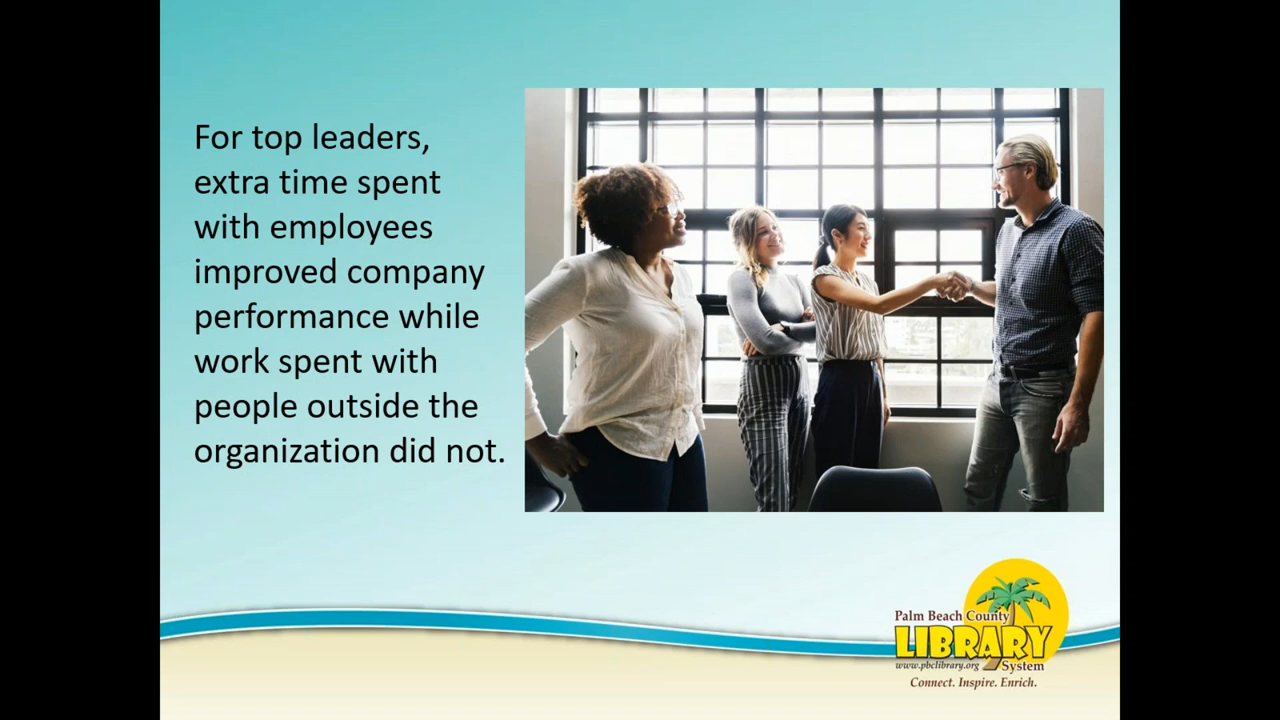 For top leaders,
extra time spent
with employees
improved company
performance while
work spent with
people outside the
organization did not.
Palm Beach County
LIBRARY
www.pbclibrary.org System
Connect. Inspire. Enrich.